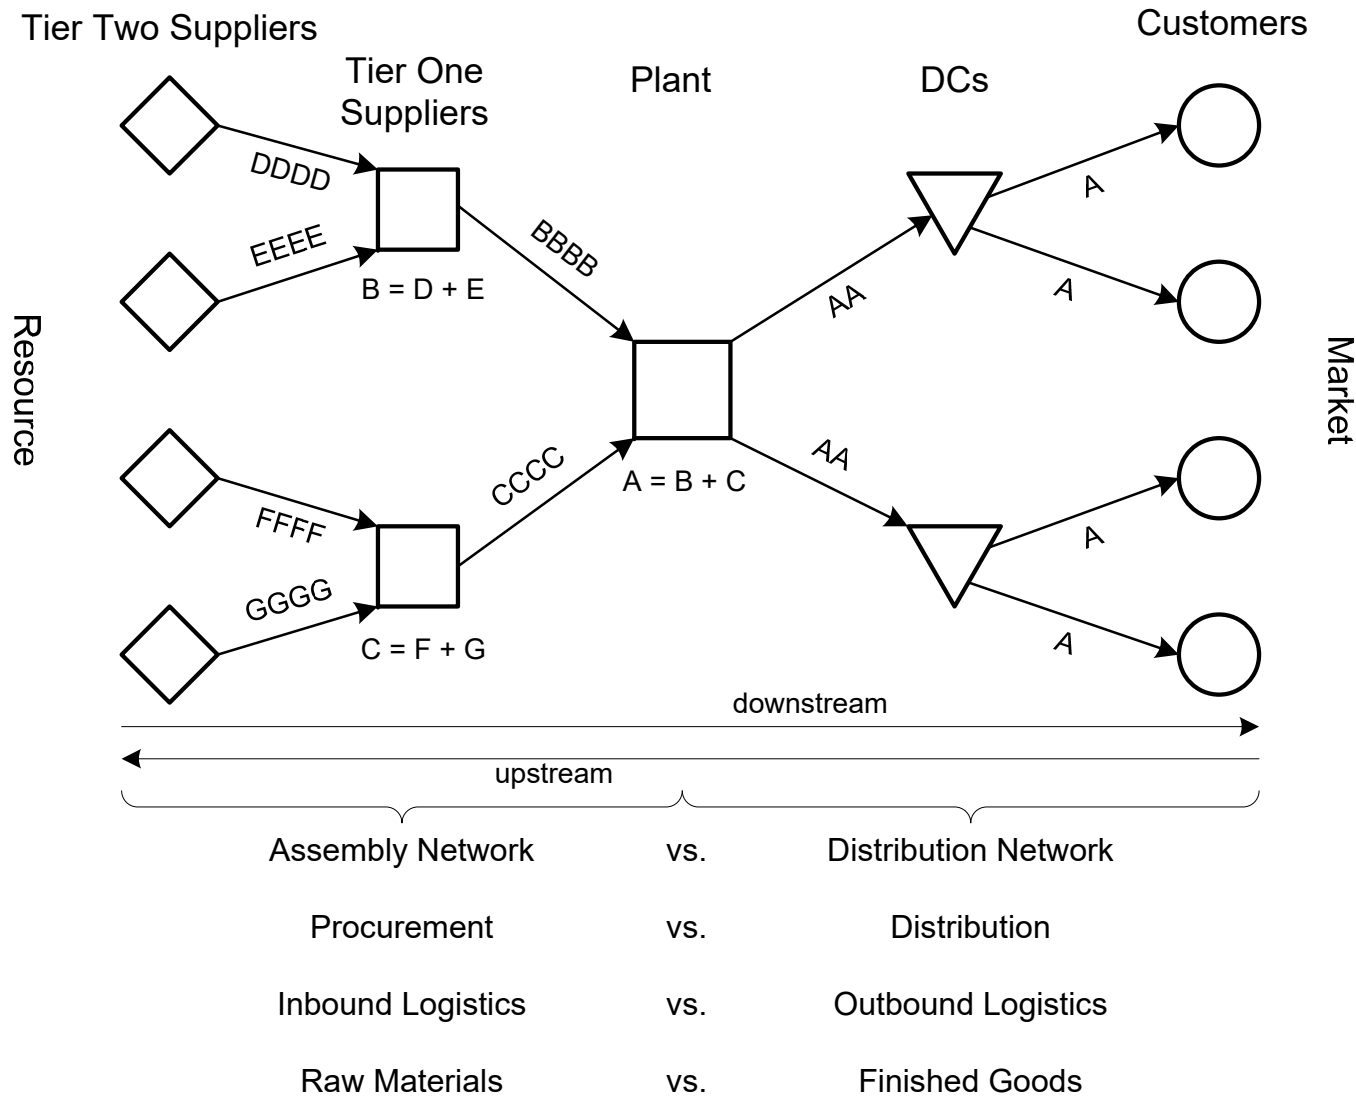 Tier Two Suppliers
Customers
Tier One
Suppliers
Plant
DCs
DDDD
EEEE
B = D + E
BBBB
AA
A
A
Resource
Market
FFFF
GGGG
C = F + G
CCCC
A = B + C
AA
A
A
downstream
upstream
Assembly Network vs. Distribution Network
Procurement vs. Distribution
Inbound Logistics vs. Outbound Logistics
Raw Materials vs. Finished Goods